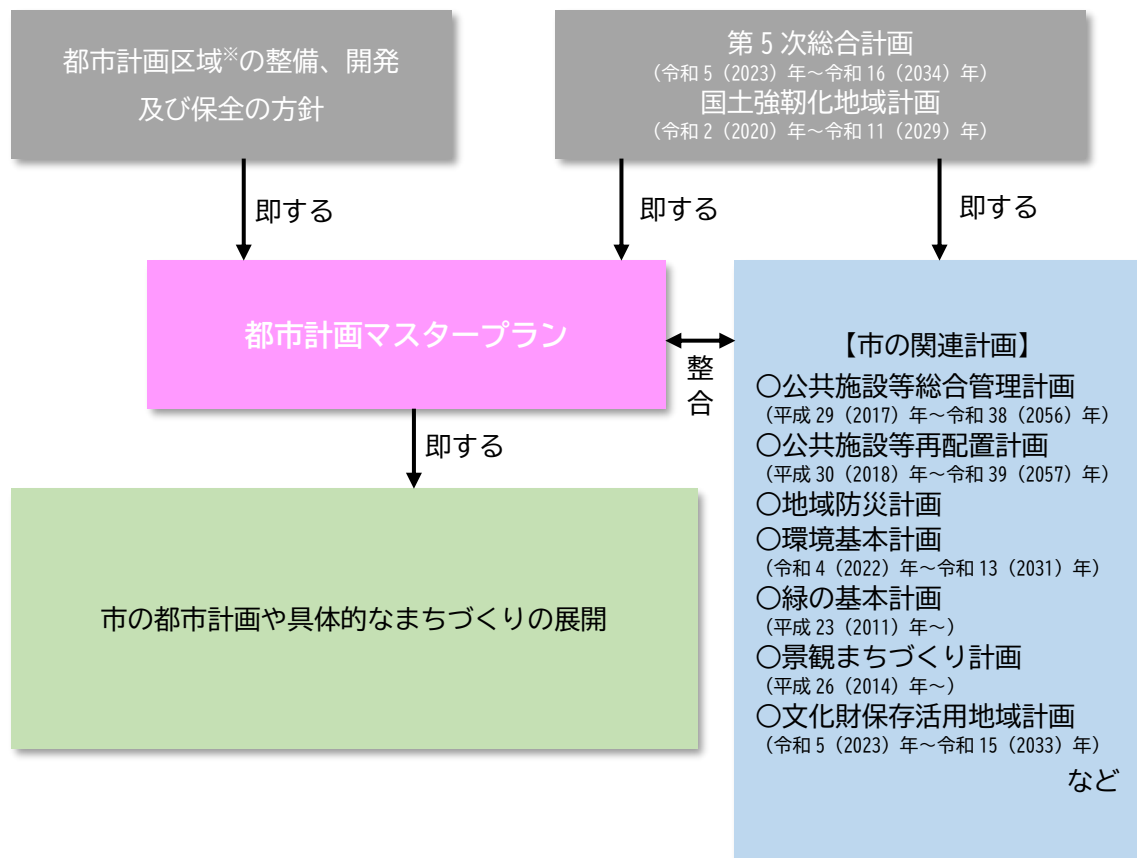 都市計画区域※の整備、開発
及び保全の方針
第5次総合計画
（令和5（2023）年～令和16（2034）年）
国土強靭化地域計画
（令和2（2020）年～令和11（2029）年）
即する
即する
即する
都市計画マスタープラン
整合
【市の関連計画】
〇公共施設等総合管理計画
（平成29（2017）年～令和38（2056）年）
〇公共施設等再配置計画
（平成30（2018）年～令和39（2057）年）
〇地域防災計画
〇環境基本計画
（令和4（2022）年～令和13（2031）年）
〇緑の基本計画
（平成23（2011）年～）
〇景観まちづくり計画
（平成26（2014）年～）
〇文化財保存活用地域計画
（令和5（2023）年～令和15（2033）年）
など
即する
市の都市計画や具体的なまちづくりの展開